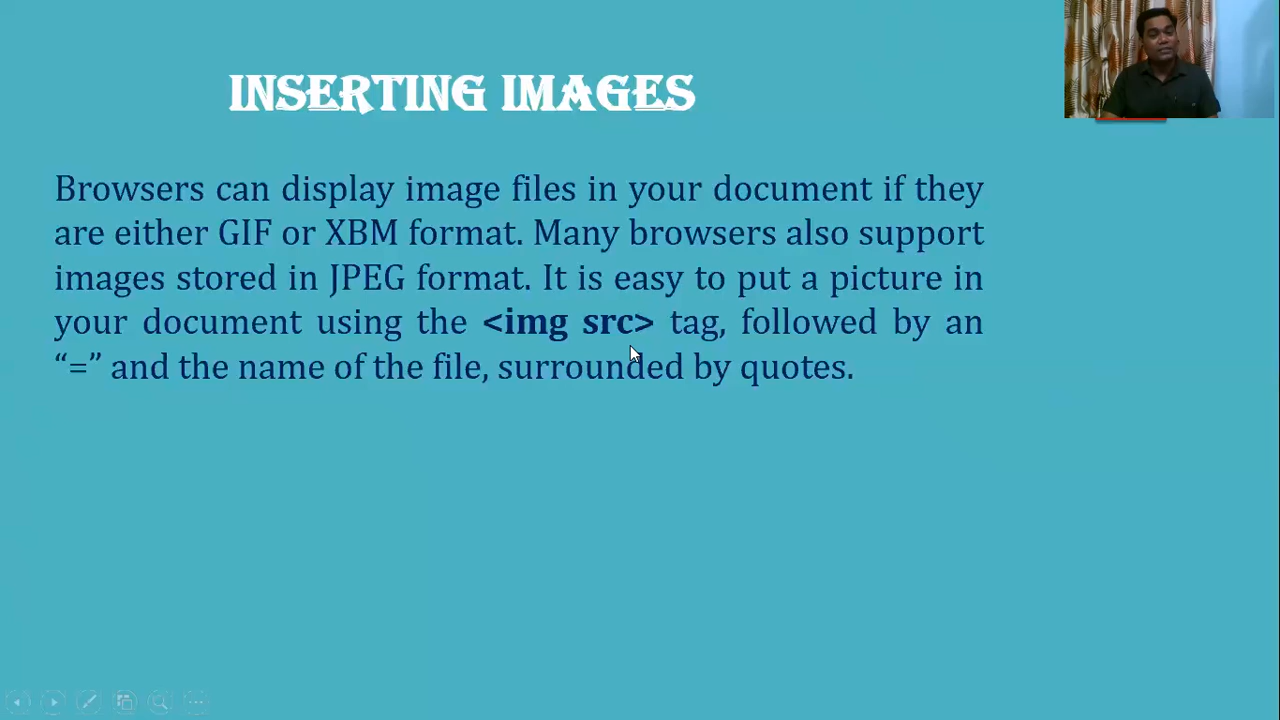 INSERTING IMAGES
Browsers can display image files in your document if they
are either GIF or XBM format. Many browsers also support
images stored in JPEG format. It is easy to put a picture in
your document using the <img src> tag, followed by an
“=” and the name of the file, surrounded by quotes.